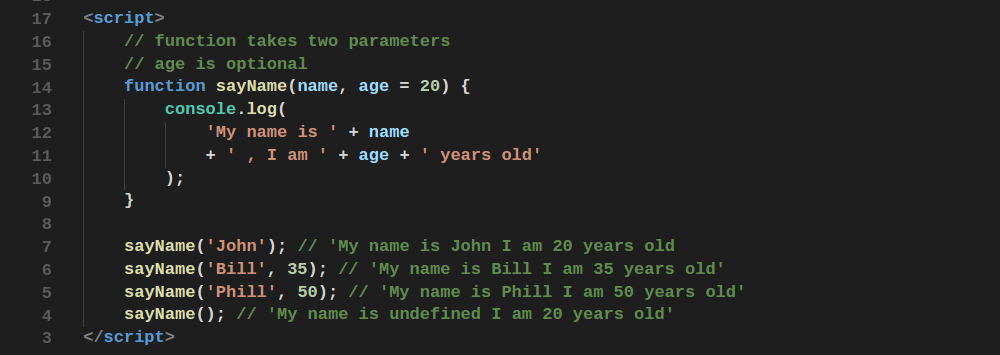 17 <script>
16 // function takes two parameters
15 // age is optional
14 function sayName(name, age = 20) {
13 console.log(
12 'My name is ' + name
11 + ' , I am ' + age + ' years old'
10 );
9 }
8
7 sayName('John'); // 'My name is John I am 20 years old
6 sayName('Bill', 35); // 'My name is Bill I am 35 years old'
5 sayName('Phill', 50); // 'My name is Phill I am 50 years old'
4 sayName(); // 'My name is undefined I am 20 years old'
3 </script>